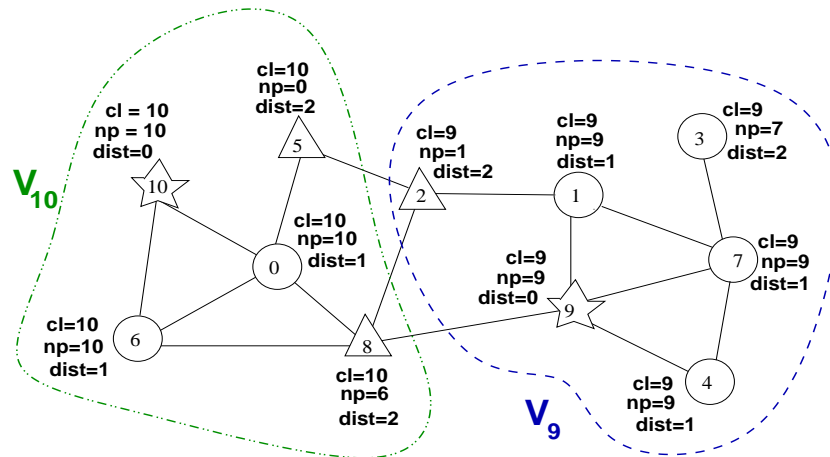 cl = 10
np = 10
dist=0
10
cl=10
np=0
dist=2
5
cl=9
np=1
dist=2
2
cl=9
np=9
dist=1
1
cl=9
np=7
dist=2
3
V10
cl=10
np=10
dist=1
0
cl=9
np=9
dist=0
9
cl=9
np=9
dist=1
7
cl=10
np=10
dist=1
6
cl=10
np=6
dist=2
8
cl=9
np=9
dist=1
4
V9